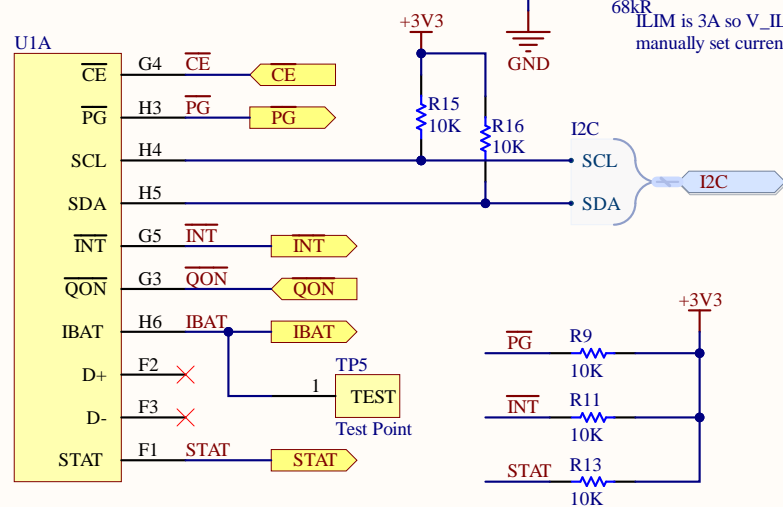 68kR
ILIM is 3A so V_IL
manually set curren
+3V3
GND
U1A
CE G4 CE CE
PG H3 PG PG
SCL H4
SDA H5
INT G5 INT INT
QON G3 QON QON
IBAT H6 IBAT IBAT
D+ F2
D- F3
STAT F1 STAT STAT
R15
10K
R16
10K
I2C
SCL
SDA
I2C
TP5
1 TEST
Test Point
+3V3
PG R9
10K
INT R11
10K
STAT R13
10K